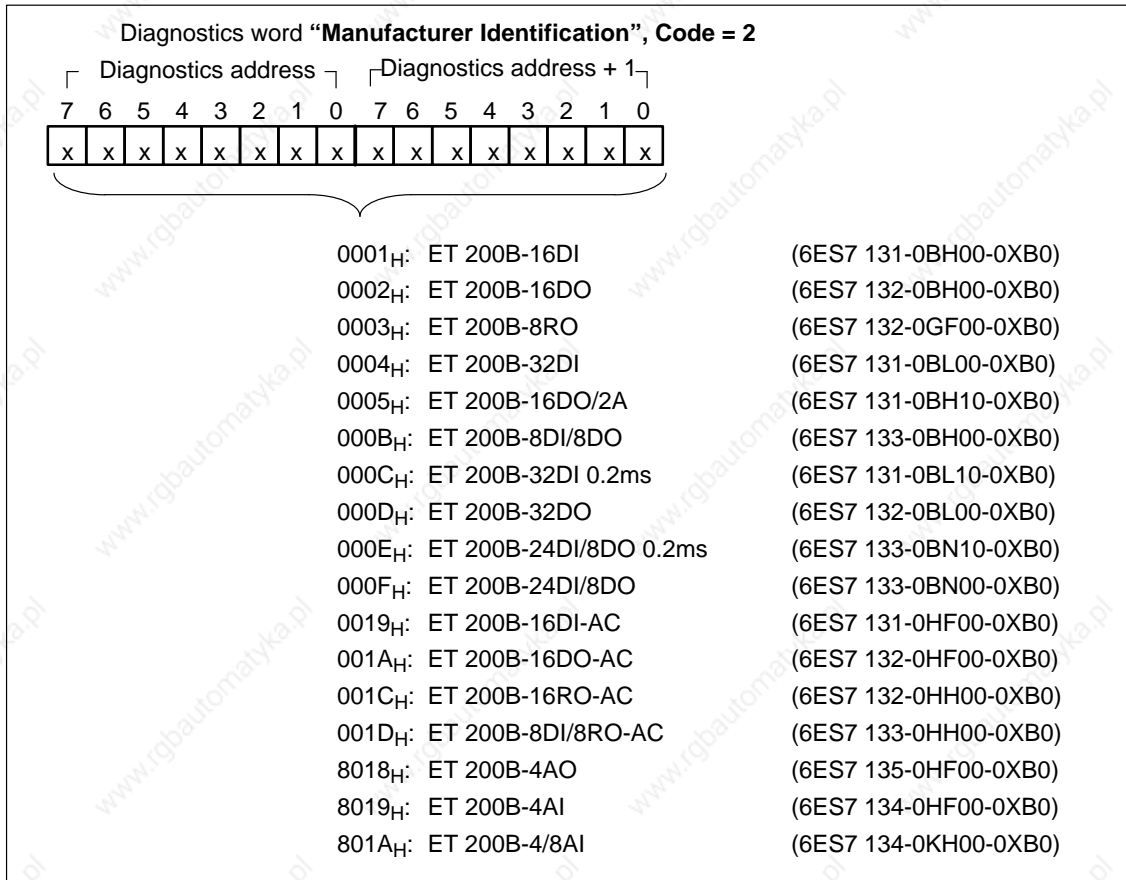 Diagnostics word “Manufacturer Identification”, Code = 2
Diagnostics address Diagnostics address + 1
7 6 5 4 3 2 1 0 7 6 5 4 3 2 1 0
x x x x x x x x x x x x x x x x
0001H: ET 200B-16DI (6ES7 131-0BH00-0XB0)
0002H: ET 200B-16DO (6ES7 132-0BH00-0XB0)
0003H: ET 200B-8RO (6ES7 132-0GF00-0XB0)
0004H: ET 200B-32DI (6ES7 131-0BL00-0XB0)
0005H: ET 200B-16DO/2A (6ES7 131-0BH10-0XB0)
000BH: ET 200B-8DI/8DO (6ES7 133-0BH00-0XB0)
000CH: ET 200B-32DI 0.2ms (6ES7 131-0BL10-0XB0)
000DH: ET 200B-32DO (6ES7 132-0BL00-0XB0)
000EH: ET 200B-24DI/8DO 0.2ms (6ES7 133-0BN10-0XB0)
000FH: ET 200B-24DI/8DO (6ES7 133-0BN00-0XB0)
0019H: ET 200B-16DI-AC (6ES7 131-0HF00-0XB0)
001AH: ET 200B-16DO-AC (6ES7 132-0HF00-0XB0)
001CH: ET 200B-16RO-AC (6ES7 132-0HH00-0XB0)
001DH: ET 200B-8DI/8RO-AC (6ES7 133-0HH00-0XB0)
8018H: ET 200B-4AO (6ES7 135-0HF00-0XB0)
8019H: ET 200B-4AI (6ES7 134-0HF00-0XB0)
801AH: ET 200B-4/8AI (6ES7 134-0KH00-0XB0)
www.rgbautomatyka.pl